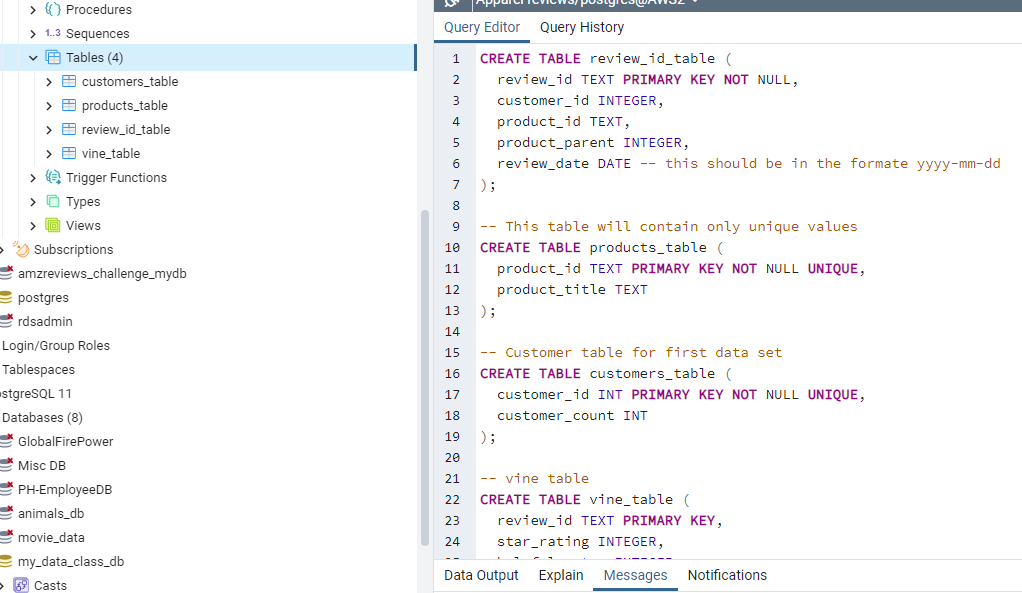 Procedures
1..3 Sequences
Tables (4)
customers_table
products_table
review_id_table
vine_table
Trigger Functions
Types
Views
Subscriptions
amzreviews_challenge_mydb
postgres
rdsadmin
Login/Group Roles
Tablespaces
ostgreSQL 11
Databases (8)
GlobalFirePower
Misc DB
PH-EmployeeDB
animals_db
movie_data
my_data_class_db
Casts
Apparel reviews/postgres@AWS2
Query Editor Query History
1 CREATE TABLE review_id_table (
2 review_id TEXT PRIMARY KEY NOT NULL,
3 customer_id INTEGER,
4 product_id TEXT,
5 product_parent INTEGER,
6 review_date DATE -- this should be in the formate yyyy-mm-dd
7 );
8
9 -- This table will contain only unique values
10 CREATE TABLE products_table (
11 product_id TEXT PRIMARY KEY NOT NULL UNIQUE,
12 product_title TEXT
13 );
14
15 -- Customer table for first data set
16 CREATE TABLE customers_table (
17 customer_id INT PRIMARY KEY NOT NULL UNIQUE,
18 customer_count INT
19 );
20
21 -- vine table
22 CREATE TABLE vine_table (
23 review_id TEXT PRIMARY KEY,
24 star_rating INTEGER,
Data Output Explain Messages Notifications